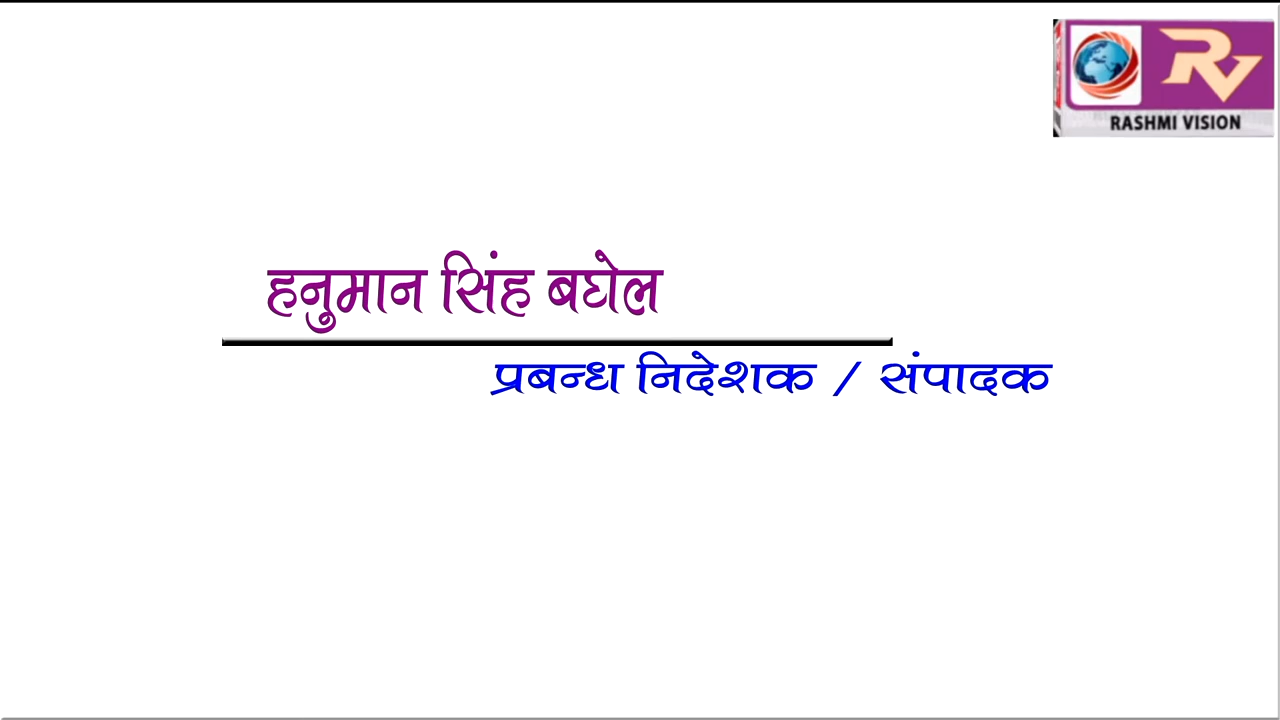 RV
RASHMI VISION
हनुमान सिंह बघेल
प्रबन्ध निदेशक / संपादक